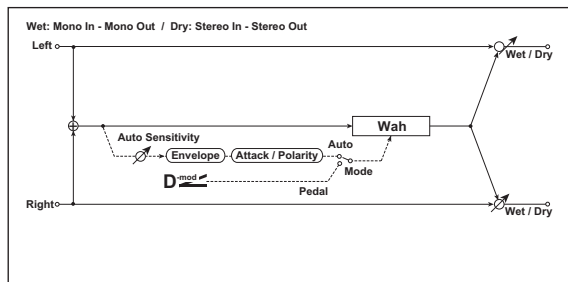 Wet: Mono In - Mono Out / Dry: Stereo In - Stereo Out
Left
Wet / Dry
Wah
Auto Sensitivity
Auto
Envelope
Attack / Polarity
Mode
D-mod
Pedal
Right
Wet / Dry